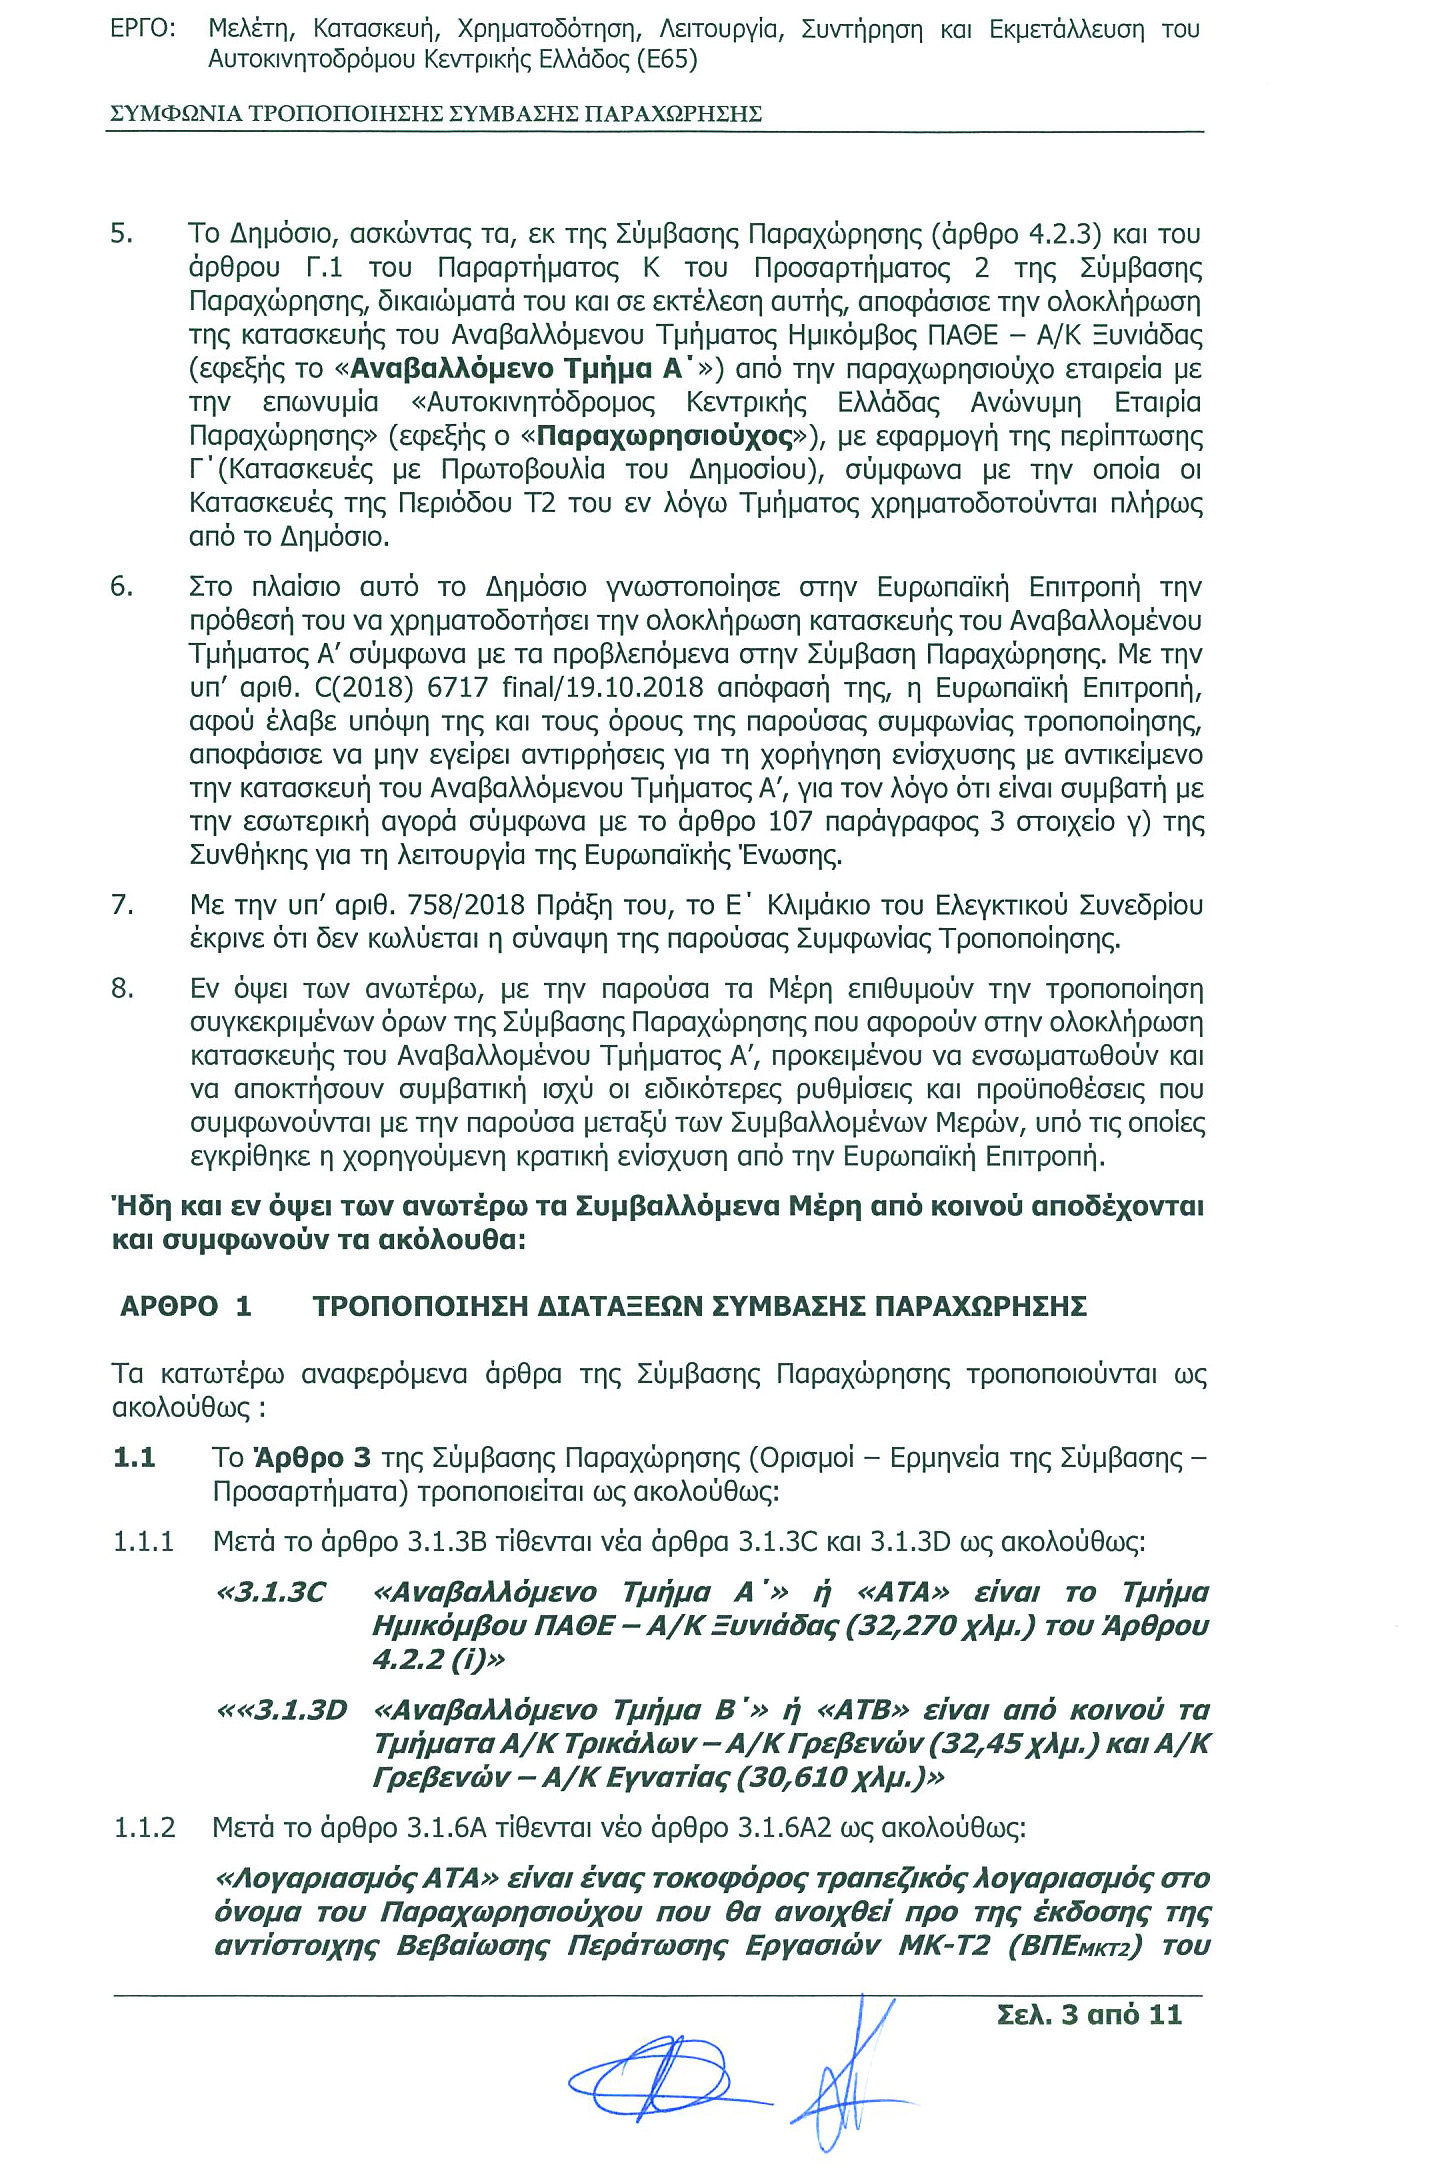 ΕΡΓΟ: Μελέτη, Κατασκευή, Χρηματοδότηση, Λειτουργία, Συντήρηση και Εκμετάλλευση του
Αυτοκινητοδρόμου Κεντρικής Ελλάδος (Ε65)
ΣΥΜΦΩΝΙΑ ΤΡΟΠΟΠΟΙΗΣΗΣ ΣΥΜΒΑΣΗΣ ΠΑΡΑΧΩΡΗΣΗΣ
5. Το Δημόσιο, ασκώντας τα, εκ της Σύμβασης Παραχώρησης (άρθρο 4.2.3) και του
άρθρου Γ.1 του Παραρτήματος Κ του Προσαρτήματος 2 της Σύμβασης
Παραχώρησης, δικαιώματά του και σε εκτέλεση αυτής, αποφάσισε την ολοκλήρωση
της κατασκευής του Αναβαλλόμενου Τμήματος Ημικόμβος ΠΑΘΕ – Α/Κ Ξυνιάδας
(εφεξής το «Αναβαλλόμενο Τμήμα Α΄») από την παραχωρησιούχο εταιρεία με
την επωνυμία «Αυτοκινητόδρομος Κεντρικής Ελλάδας Ανώνυμη Εταιρία
Παραχώρησης» (εφεξής ο «Παραχωρησιούχος»), με εφαρμογή της περίπτωσης
Γ΄(Κατασκευές με Πρωτοβουλία του Δημοσίου), σύμφωνα με την οποία οι
Κατασκευές της Περιόδου Τ2 του εν λόγω Τμήματος χρηματοδοτούνται πλήρως
από το Δημόσιο.
6. Στο πλαίσιο αυτό το Δημόσιο γνωστοποίησε στην Ευρωπαϊκή Επιτροπή την
πρόθεσή του να χρηματοδοτήσει την ολοκλήρωση κατασκευής του Αναβαλλομένου
Τμήματος Α’ σύμφωνα με τα προβλεπόμενα στην Σύμβαση Παραχώρησης. Με την
υπ’ αριθ. C(2018) 6717 final/19.10.2018 απόφασή της, η Ευρωπαϊκή Επιτροπή,
αφού έλαβε υπόψη της και τους όρους της παρούσας συμφωνίας τροποποίησης,
αποφάσισε να μην εγείρει αντιρρήσεις για τη χορήγηση ενίσχυσης με αντικείμενο
την κατασκευή του Αναβαλλόμενου Τμήματος Α’, για τον λόγο ότι είναι συμβατή με
την εσωτερική αγορά σύμφωνα με το άρθρο 107 παράγραφος 3 στοιχείο γ) της
Συνθήκης για τη λειτουργία της Ευρωπαϊκής Ένωσης.
7. Με την υπ’ αριθ. 758/2018 Πράξη του, το Ε΄ Κλιμάκιο του Ελεγκτικού Συνεδρίου
έκρινε ότι δεν κωλύεται η σύναψη της παρούσας Συμφωνίας Τροποποίησης.
8. Εν όψει των ανωτέρω, με την παρούσα τα Μέρη επιθυμούν την τροποποίηση
συγκεκριμένων όρων της Σύμβασης Παραχώρησης που αφορούν στην ολοκλήρωση
κατασκευής του Αναβαλλομένου Τμήματος Α’, προκειμένου να ενσωματωθούν και
να αποκτήσουν συμβατική ισχύ οι ειδικότερες ρυθμίσεις και προϋποθέσεις που
συμφωνούνται με την παρούσα μεταξύ των Συμβαλλομένων Μερών, υπό τις οποίες
εγκρίθηκε η χορηγούμενη κρατική ενίσχυση από την Ευρωπαϊκή Επιτροπή.
Ήδη και εν όψει των ανωτέρω τα Συμβαλλόμενα Μέρη από κοινού αποδέχονται
και συμφωνούν τα ακόλουθα:
ΑΡΘΡΟ 1 ΤΡΟΠΟΠΟΙΗΣΗ ΔΙΑΤΑΞΕΩΝ ΣΥΜΒΑΣΗΣ ΠΑΡΑΧΩΡΗΣΗΣ
Τα κατωτέρω αναφερόμενα άρθρα της Σύμβασης Παραχώρησης τροποποιούνται ως
ακολούθως :
1.1 Το Άρθρο 3 της Σύμβασης Παραχώρησης (Ορισμοί – Ερμηνεία της Σύμβασης –
Προσαρτήματα) τροποποιείται ως ακολούθως:
1.1.1 Μετά το άρθρο 3.1.3B τίθενται νέα άρθρα 3.1.3C και 3.1.3D ως ακολούθως:
«3.1.3C «Αναβαλλόμενο Τμήμα Α΄» ή «ΑΤΑ» είναι το Τμήμα
Ημικόμβου ΠΑΘΕ – Α/Κ Ξυνιάδας (32,270 χλμ.) του Άρθρου
4.2.2 (i)»
««3.1.3D «Αναβαλλόμενο Τμήμα Β΄» ή «ΑΤΒ» είναι από κοινού τα
Τμήματα Α/Κ Τρικάλων – Α/Κ Γρεβενών (32,45 χλμ.) και Α/Κ
Γρεβενών – Α/Κ Εγνατίας (30,610 χλμ.)»
1.1.2 Μετά το άρθρο 3.1.6Α τίθενται νέο άρθρο 3.1.6Α2 ως ακολούθως:
«Λογαριασμός ΑΤΑ» είναι ένας τοκοφόρος τραπεζικός λογαριασμός στο
όνομα του Παραχωρησιούχου που θα ανοιχθεί προ της έκδοσης της
αντίστοιχης Βεβαίωσης Περάτωσης Εργασιών ΜΚ-Τ2 (ΒΠΕΜΚΤ2) του
Σελ. 3 από 11